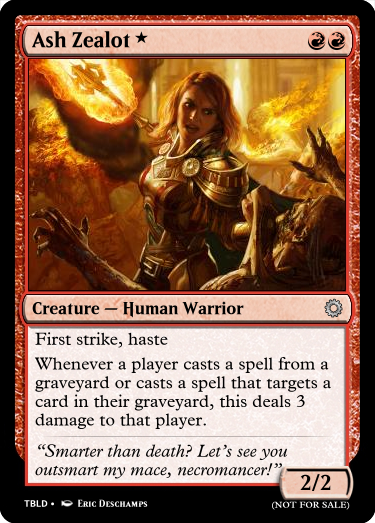 Ash Zealot ★
Creature — Human Warrior
First strike, haste
Whenever a player casts a spell from a
graveyard or casts a spell that targets a
card in their graveyard, this deals 3
damage to that player.
“Smarter than death? Let’s see you
outsmart my mace, necromancer!”
2/2
TBLD • Eric Deschamps
(NOT FOR SALE)